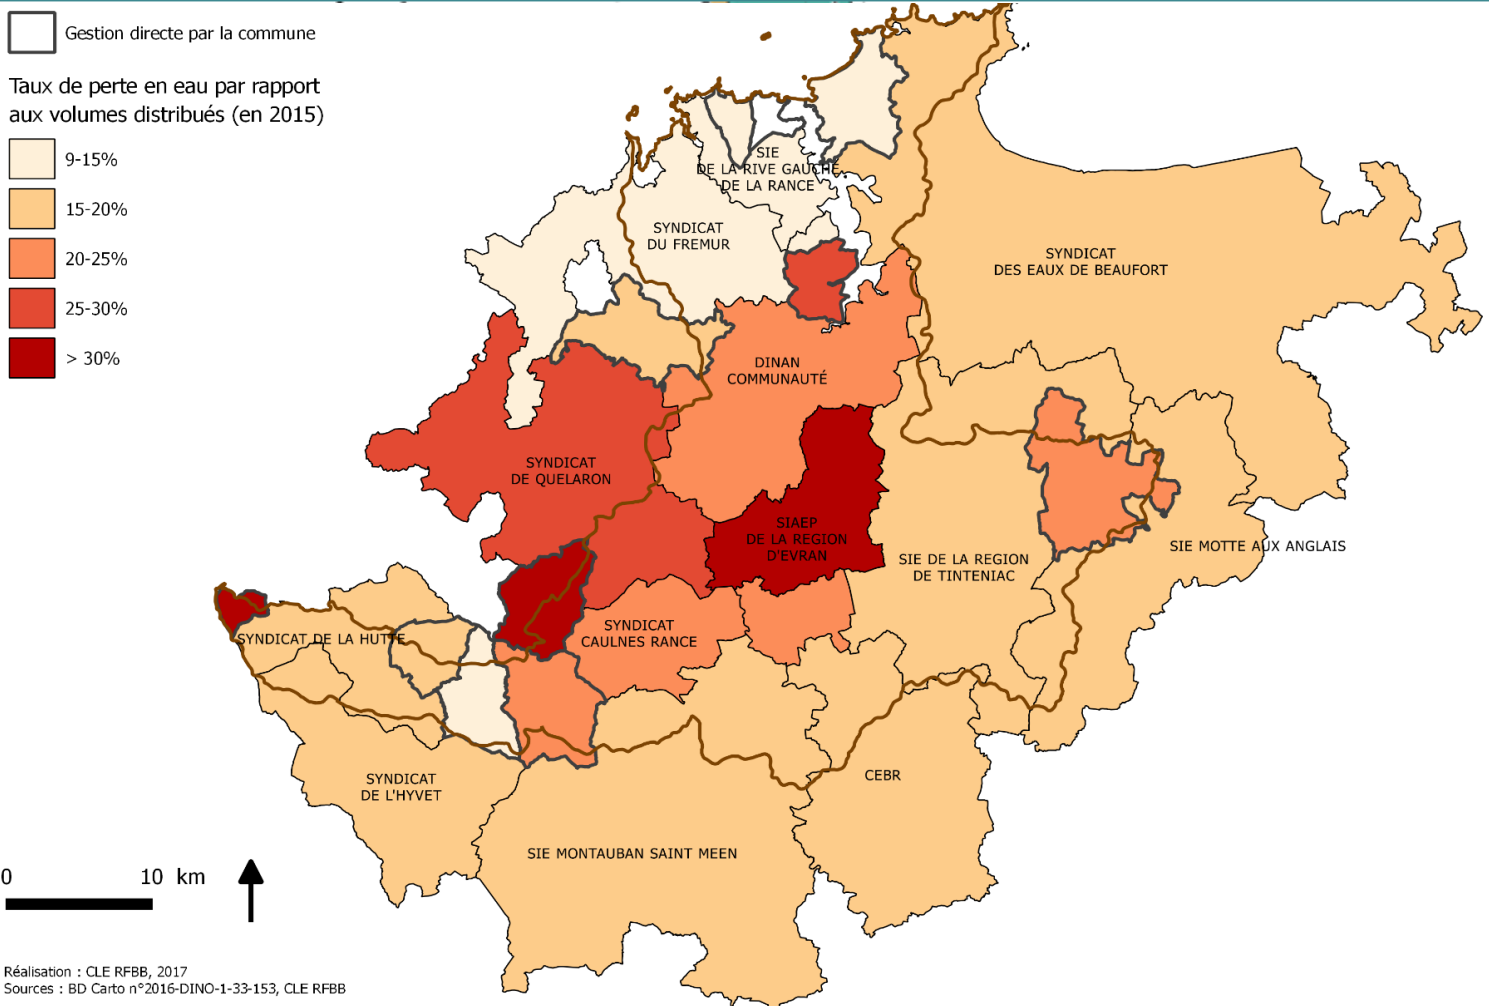 Gestion directe par la commune
Taux de perte en eau par rapport
aux volumes distribués (en 2015)
9-15%
15-20%
20-25%
25-30%
> 30%
SIE
DE LA RIVE GAUCHE
DE LA RANCE
SYNDICAT
DU FREMUR
SYNDICAT
DES EAUX DE BEAUFORT
DINAN
COMMUNAUTÉ
SYNDICAT
DE QUELARON
SIAEP
DE LA REGION
D'EVRAN
SIE DE LA REGION
DE TINTENIAC
SIE MOTTE AUX ANGLAIS
SYNDICAT DE LA HUTTE
SYNDICAT
CAULNES RANCE
SYNDICAT
DE L'HYVET
CEBR
SIE MONTAUBAN SAINT MEEN
0 10 km
Réalisation : CLE RFBB, 2017
Sources : BD Carto n°2016-DINO-1-33-153, CLE RFBB